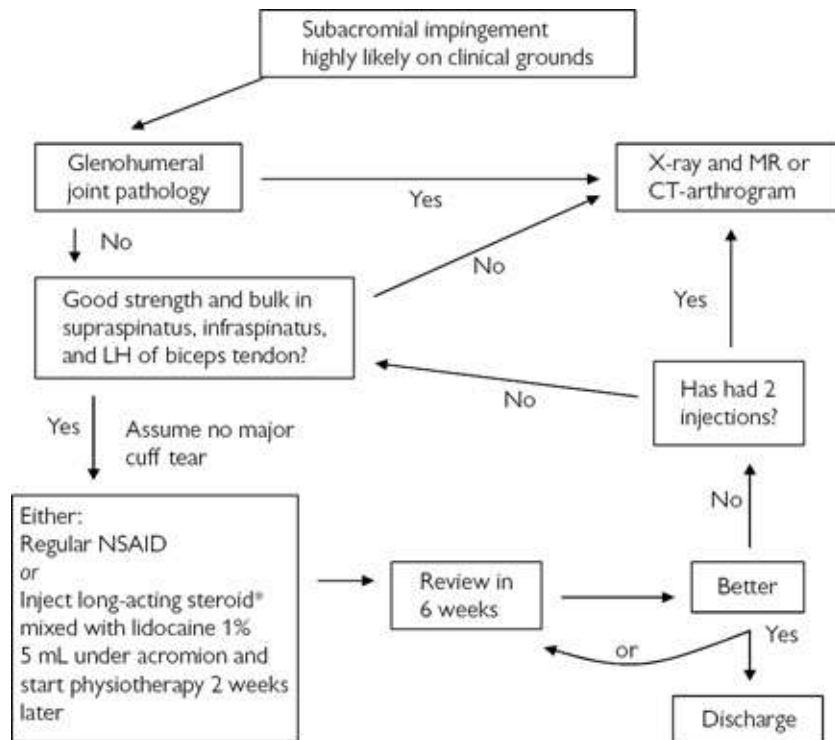 Subacromial impingement
highly likely on clinical grounds
Glenohumeral
joint pathology
Yes
X-ray and MR or
CT-arthrogram
No
No
Good strength and bulk in
supraspinatus, infraspinatus,
and LH of biceps tendon?
Yes
No
Has had 2
injections?
Yes
Assume no major
cuff tear
No
Either:
Regular NSAID
or
Inject long-acting steroid*
mixed with lidocaine 1%
5 mL under acromion and
start physiotherapy 2 weeks
later
Review in
6 weeks
Better
Yes
or
Discharge